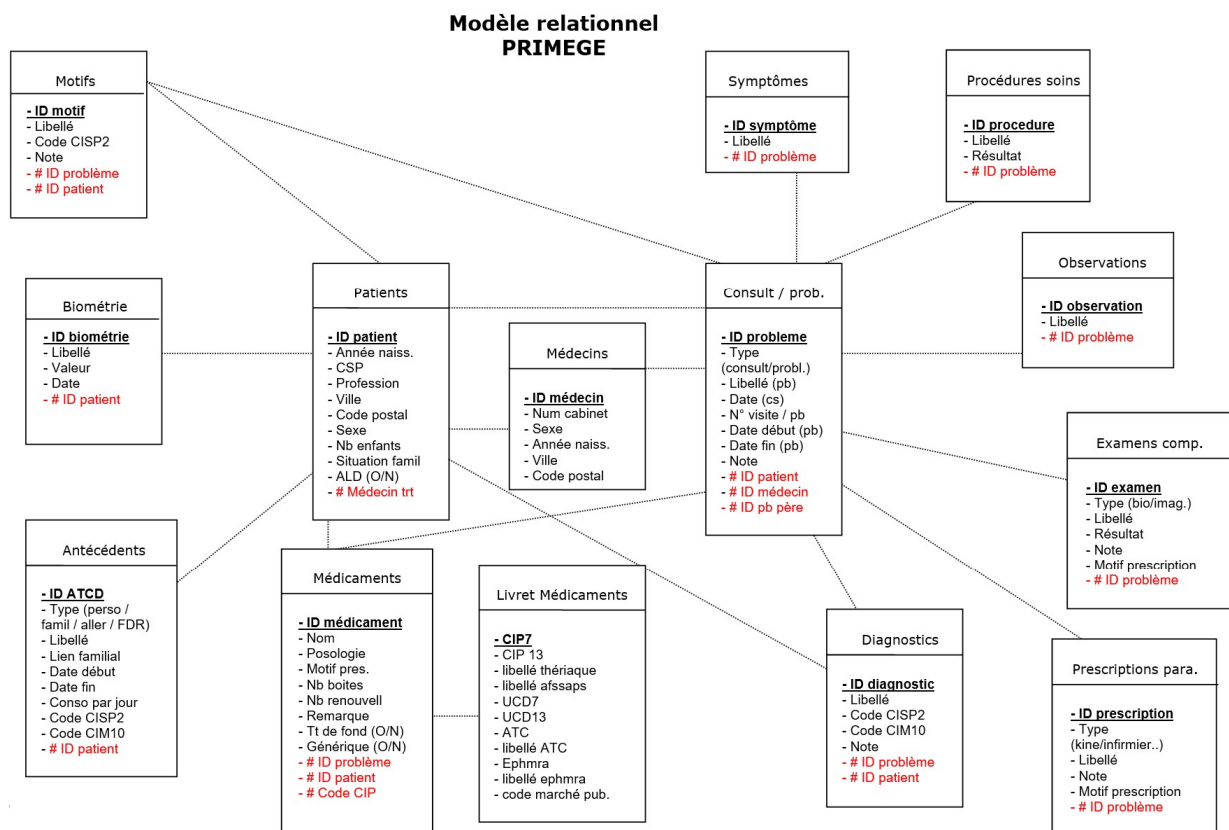 Modèle relationnel
PRIMEGE
Motifs
- ID motif
- Libellé
- Code CISP2
- Note
- # ID problème
- # ID patient
Symptômes
- ID symptôme
- Libellé
- # ID problème
Procédures soins
- ID procedure
- Libellé
- Résultat
- # ID problème
Biométrie
- ID biométrie
- Libellé
- Valeur
- Date
- # ID patient
Patients
- ID patient
- Année naiss.
- CSP
- Profession
- Ville
- Code postal
- Sexe
- Nb enfants
- Situation famil
- ALD (O/N)
- # Médecin trt
Médecins
- ID médecin
- Num cabinet
- Sexe
- Année naiss.
- Ville
- Code postal
Consult / prob.
- ID probleme
- Type
(consult/probl.)
- Libellé (pb)
- Date (cs)
- N° visite / pb
- Date début (pb)
- Date fin (pb)
- Note
- # ID patient
- # ID médecin
- # ID pb père
Observations
- ID observation
- Libellé
- # ID problème
Examens comp.
- ID examen
- Type (bio/imag.)
- Libellé
- Résultat
- Note
- Motif prescription
- # ID problème
Antécédents
- ID ATCD
- Type (perso /
famil / aller / FDR)
- Libellé
- Lien familial
- Date début
- Date fin
- Conso par jour
- Code CISP2
- Code CIM10
- # ID patient
Médicaments
- ID médicament
- Nom
- Posologie
- Motif pres.
- Nb boites
- Nb renouvell
- Remarque
- Tt de fond (O/N)
- Générique (O/N)
- # ID problème
- # ID patient
- # Code CIP
Livret Médicaments
- CIP7
- CIP 13
- libellé thériaque
- libellé afssaps
- UCD7
- UCD13
- ATC
- libellé ATC
- Ephmra
- libellé ephmra
- code marché pub.
Diagnostics
- ID diagnostic
- Libellé
- Code CISP2
- Code CIM10
- Note
- # ID problème
- # ID patient
Prescriptions para.
- ID prescription
- Type
(kine/infirmier..)
- Libellé
- Note
- Motif prescription
- # ID problème